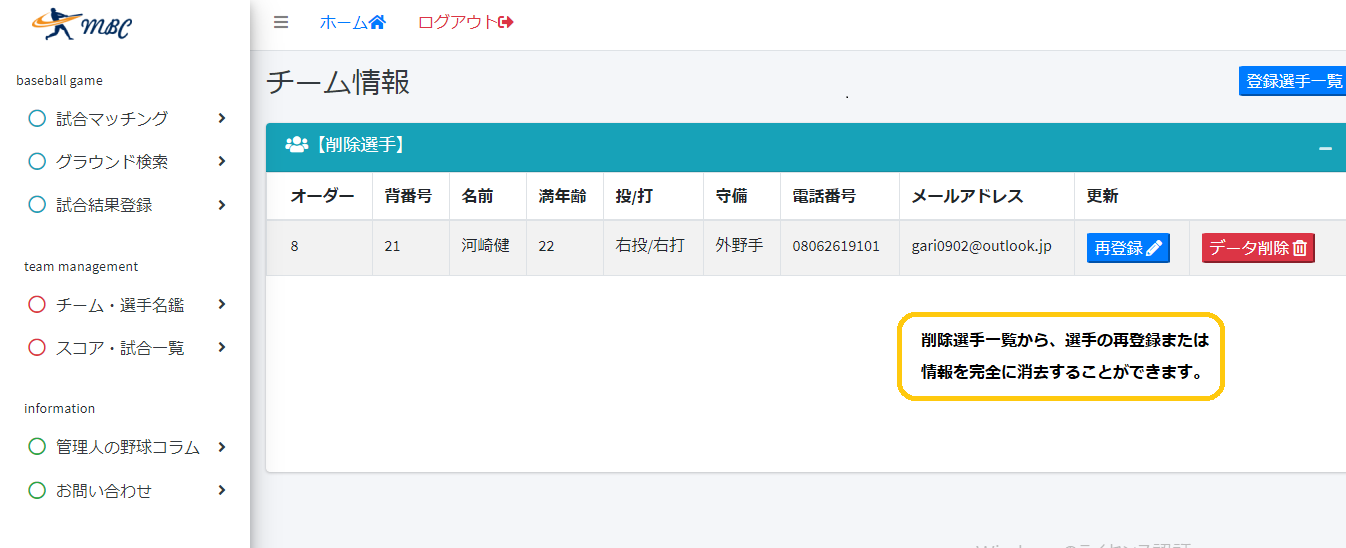 MBC
ホーム ログアウト
baseball game
試合マッチング
グラウンド検索
試合結果登録
team management
チーム・選手名鑑
スコア・試合一覧
information
管理人の野球コラム
お問い合わせ
チーム情報
.
登録選手一覧
【削除選手】
オーダー 背番号 名前 満年齢 投/打 守備 電話番号 メールアドレス 更新
8 21 河崎健 22 右投/右打 外野手 08062619101 gari0902@outlook.jp 再登録 データ削除
削除選手一覧から、選手の再登録または
情報を完全に消去することができます。